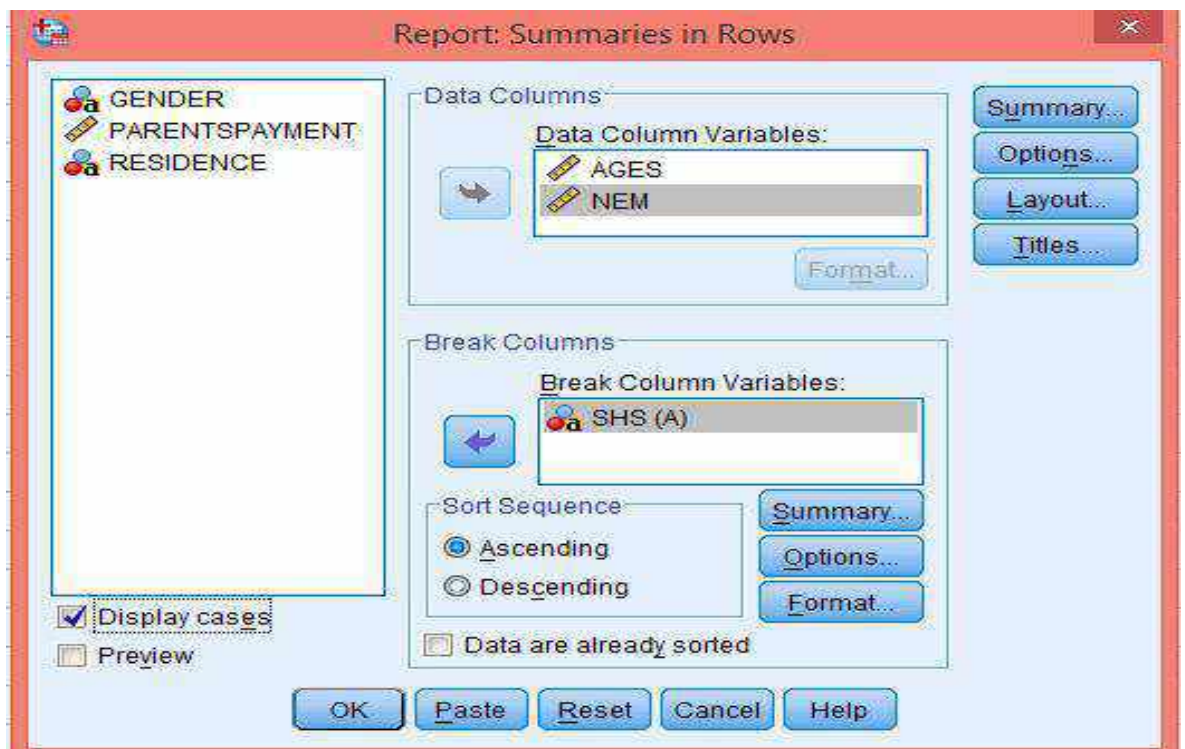 Report: Summaries in Rows
GENDER
PARENTSPAYMENT
RESIDENCE
Display cases
Preview
Data Columns
Data Column Variables:
AGES
NEM
Format...
Break Columns
Break Column Variables:
SHS (A)
Sort Sequence
Ascending
Descending
Summary...
Options...
Format...
Data are already sorted
Summary...
Options...
Layout...
Titles...
OK
Paste
Reset
Cancel
Help